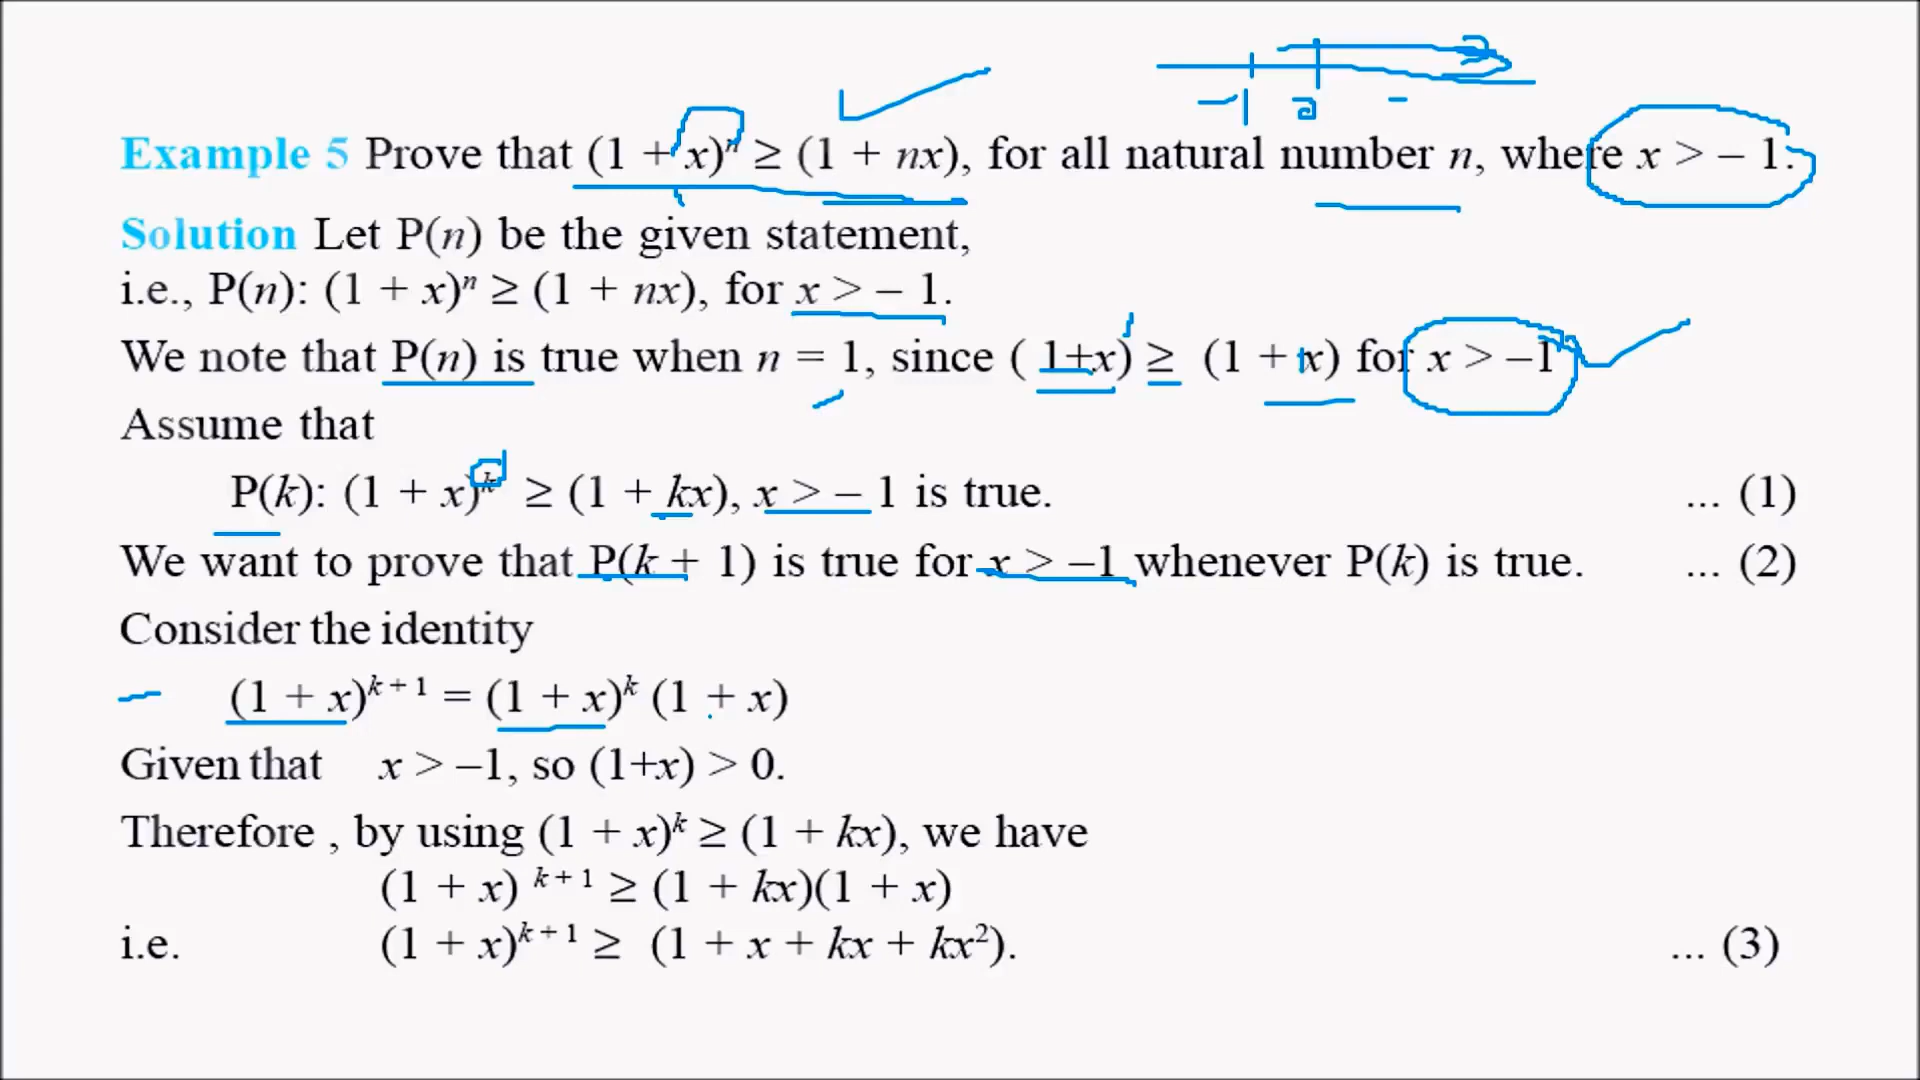 -1 2 -
Example 5 Prove that (1 + x)ⁿ ≥ (1 + nx), for all natural number n, where x > – 1.
Solution Let P(n) be the given statement,
i.e., P(n): (1 + x)ⁿ ≥ (1 + nx), for x > – 1.
We note that P(n) is true when n = 1, since ( 1+x) ≥ (1 + x) for x > –1
Assume that
P(k): (1 + x)ᵏ ≥ (1 + kx), x > – 1 is true. ... (1)
We want to prove that P(k + 1) is true for x > –1 whenever P(k) is true. ... (2)
Consider the identity
(1 + x)ᵏ⁺¹ = (1 + x)ᵏ (1 + x)
Given that x > –1, so (1+x) > 0.
Therefore , by using (1 + x)ᵏ ≥ (1 + kx), we have
(1 + x) ᵏ⁺¹ ≥ (1 + kx)(1 + x)
i.e. (1 + x)ᵏ⁺¹ ≥ (1 + x + kx + kx²). ... (3)